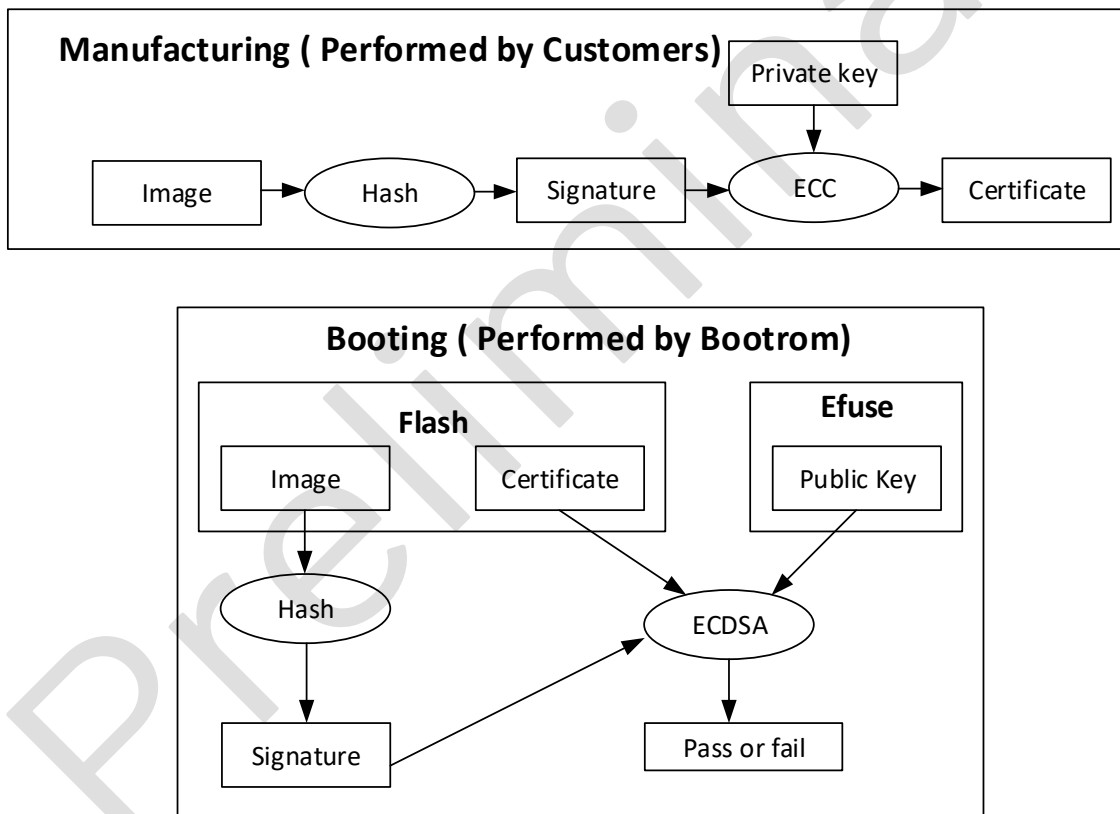 Manufacturing ( Performed by Customers)
Private key
Image
Hash
Signature
ECC
Certificate
Booting ( Performed by Bootrom)
Flash
Efuse
Image
Certificate
Public Key
Hash
ECDSA
Signature
Pass or fail
Prelimina